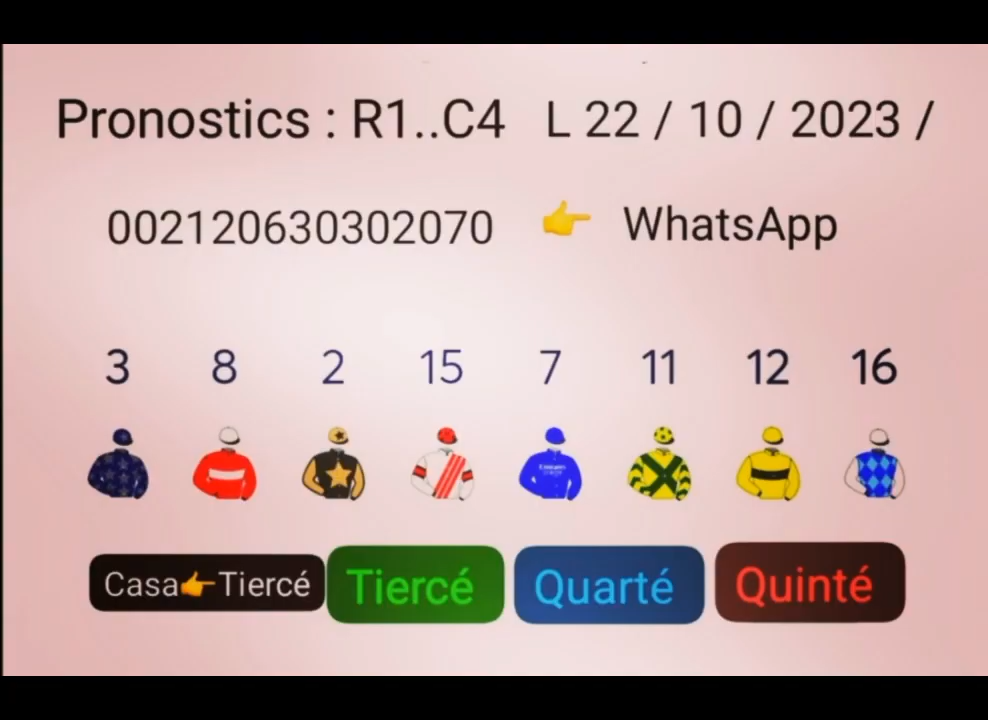 Pronostics : R1..C4 L 22 / 10 / 2023 /
002120630302070 👉 WhatsApp
3 8 2 15 7 11 12 16
Casa👉Tiercé Tiercé Quarté Quinté